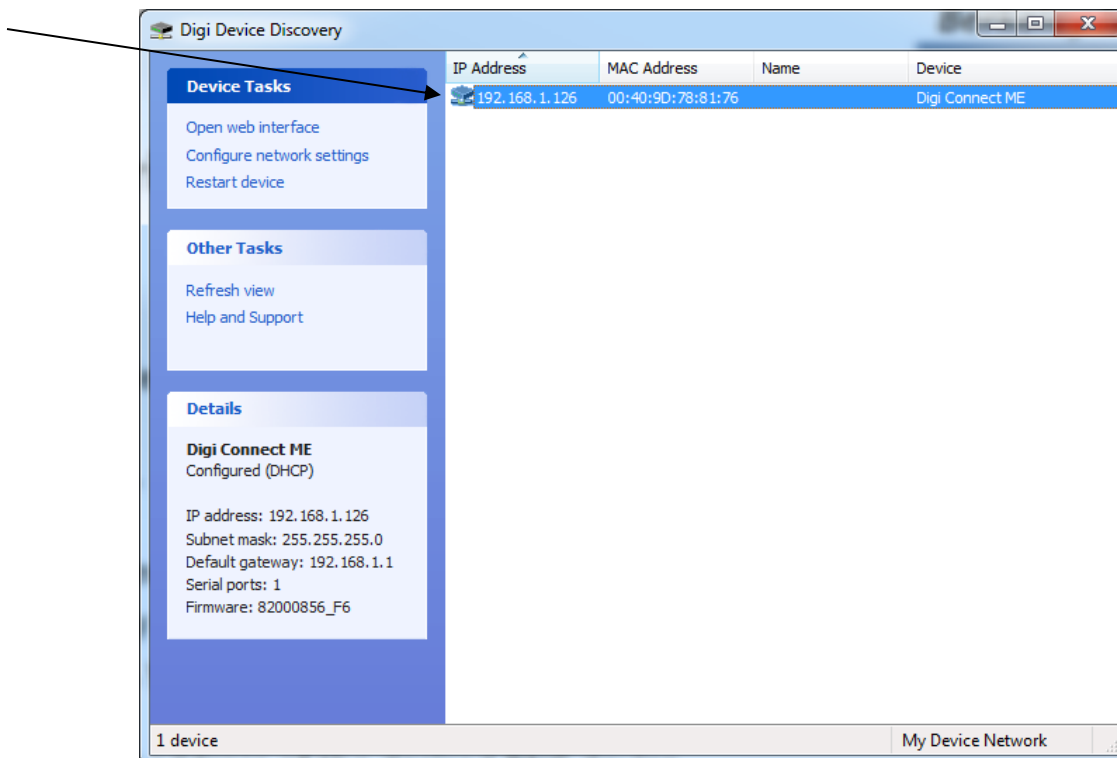 Digi Device Discovery
Device Tasks
Open web interface
Configure network settings
Restart device
Other Tasks
Refresh view
Help and Support
Details
Digi Connect ME
Configured (DHCP)
IP address: 192.168.1.126
Subnet mask: 255.255.255.0
Default gateway: 192.168.1.1
Serial ports: 1
Firmware: 82000856_F6
IP Address MAC Address Name Device
192.168.1.126 00:40:9D:78:81:76 Digi Connect ME
1 device My Device Network